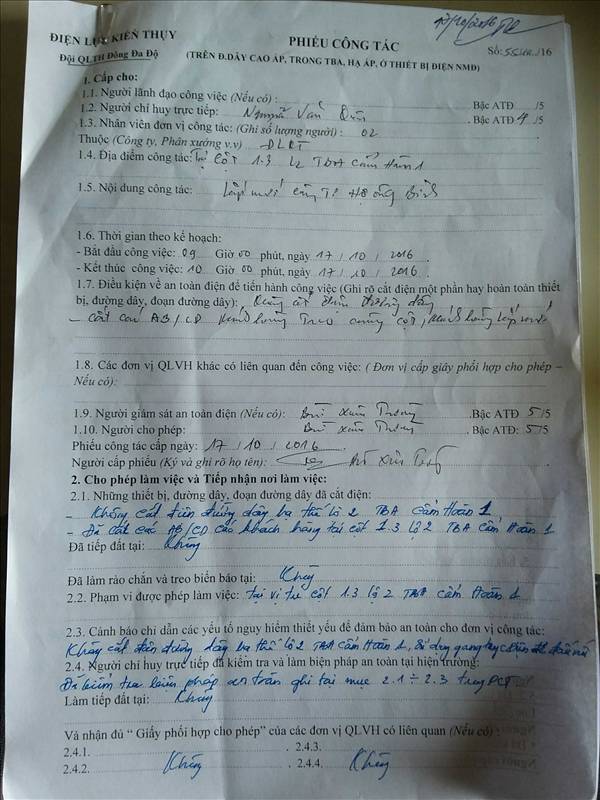 17/10/2016
ĐIỆN LỰC KIẾN THỤY
Đội QLTH Đông Đa Độ
PHIẾU CÔNG TÁC
Số: /16
(TRÊN Đ.DÂY CAO ÁP, TRONG TBA, HẠ ÁP, Ở THIẾT BỊ ĐIỆN NMĐ)
1. Cấp cho:
1.1. Người lãnh đạo công việc (Nếu có) : Bậc ATĐ /5
1.2. Người chỉ huy trực tiếp: Nguyễn Văn . Bậc ATĐ 4 /5
1.3. Nhân viên đơn vị công tác: (Ghi số lượng người) : 02
Thuộc (Công ty, Phân xưởng v.v) ĐLKT
1.4. Địa điểm công tác: Tại cột 1.3 L2 TBA Cẩm Hoàn 1
1.5. Nội dung công tác: Lắp mới công Tơ Hộ ông Bình
1.6. Thời gian theo kế hoạch:
- Bắt đầu công việc: 09 Giờ 00 phút, ngày 17 / 10 / 2016 .
- Kết thúc công việc: 10 Giờ 00 phút, ngày 17 / 10 / 2016 .
1.7. Điều kiện về an toàn điện để tiến hành công việc (Ghi rõ cắt điện một phần hay hoàn toàn thiết
bị, đường dây, đoạn đường dây): Không cắt điện đường dây
- cắt các AB/CD khách hàng Treo cùng cột, khách hàng lắp mới
1.8. Các đơn vị QLVH khác có liên quan đến công việc: ( Đơn vị cấp giấy phối hợp cho phép –
Nếu có):
1.9. Người giám sát an toàn điện (Nếu có): Bùi Xuân Trường .Bậc ATĐ 5 /5
1.10. Người cho phép: Bùi Xuân Trường . Bậc ATĐ: 5 /5
Phiếu công tác cấp ngày: 17 / 10 / 2016
Người cấp phiếu (Ký và ghi rõ họ tên): Bùi Xuân Trường
2. Cho phép làm việc và Tiếp nhận nơi làm việc:
2.1. Những thiết bị, đường dây, đoạn đường dây đã cắt điện:
- Không cắt điện đường dây hạ thế lộ 2 TBA Cẩm Hoàn 1
- Đã cắt các AB/CD các khách hàng tại cột 1.3 lộ 2 TBA Cẩm Hoàn 1
Đã tiếp đất tại: Không
Đã làm rào chắn và treo biển báo tại: Không
2.2. Phạm vi được phép làm việc: tại vị trí cột 1.3 lộ 2 TBA Cẩm Hoàn 1
2.3. Cảnh báo chỉ dẫn các yếu tố nguy hiểm thiết yếu để đảm bảo an toàn cho đơn vị công tác:
Không cắt điện đường dây hạ thế lộ 2 TBA Cẩm Hoàn 1, sử dụng găng tay cách điện
2.4. Người chỉ huy trực tiếp đã kiểm tra và làm biện pháp an toàn tại hiện trường:
Đã kiểm tra biện pháp an toàn ghi tại mục 2.1 ÷ 2.3 trong PCT
Làm tiếp đất tại: Không
Và nhận đủ “ Giấy phối hợp cho phép” của các đơn vị QLVH có liên quan (Nếu có) :
2.4.1. . 2.4.3.
2.4.2. Không . 2.4.4. Không